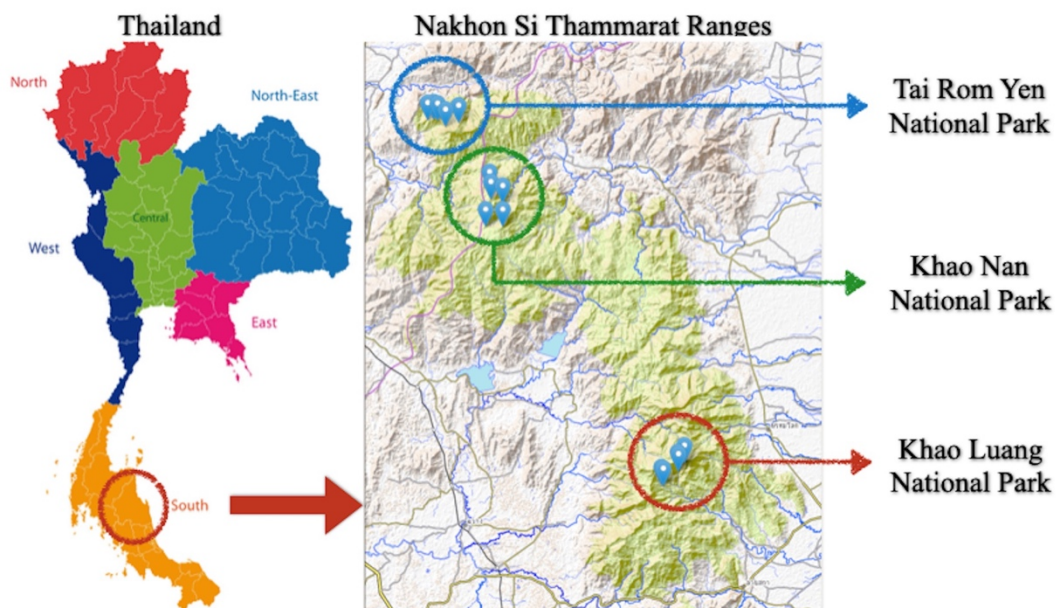 Thailand
North
North-East
Central
West
East
South
Nakhon Si Thammarat Ranges
Tai Rom Yen
National Park
Khao Nan
National Park
Khao Luang
National Park